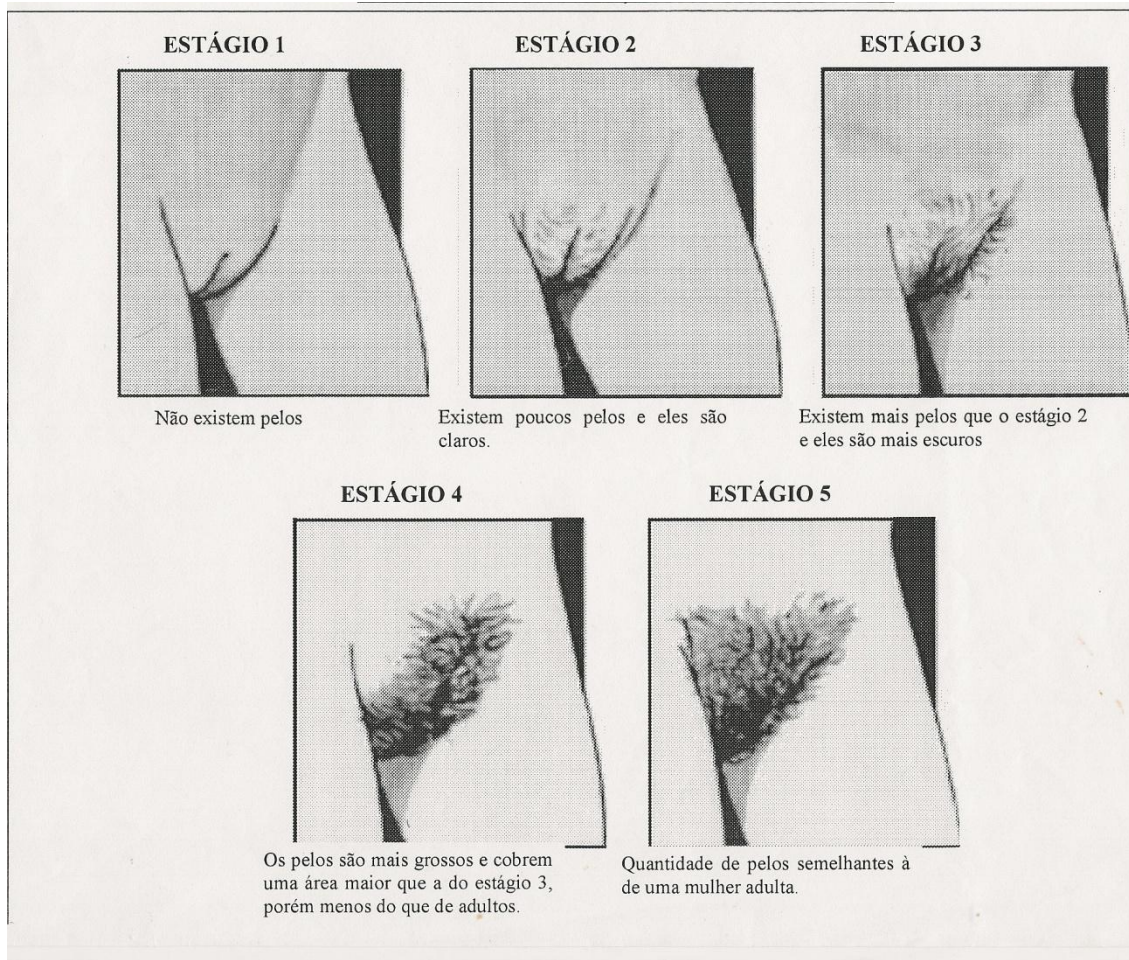 ESTÁGIO 1
ESTÁGIO 2
ESTÁGIO 3
Não existem pelos
Existem poucos pelos e eles são
claros.
Existem mais pelos que o estágio 2
e eles são mais escuros
ESTÁGIO 4
ESTÁGIO 5
Os pelos são mais grossos e cobrem
uma área maior que a do estágio 3,
porém menos do que de adultos.
Quantidade de pelos semelhantes à
de uma mulher adulta.